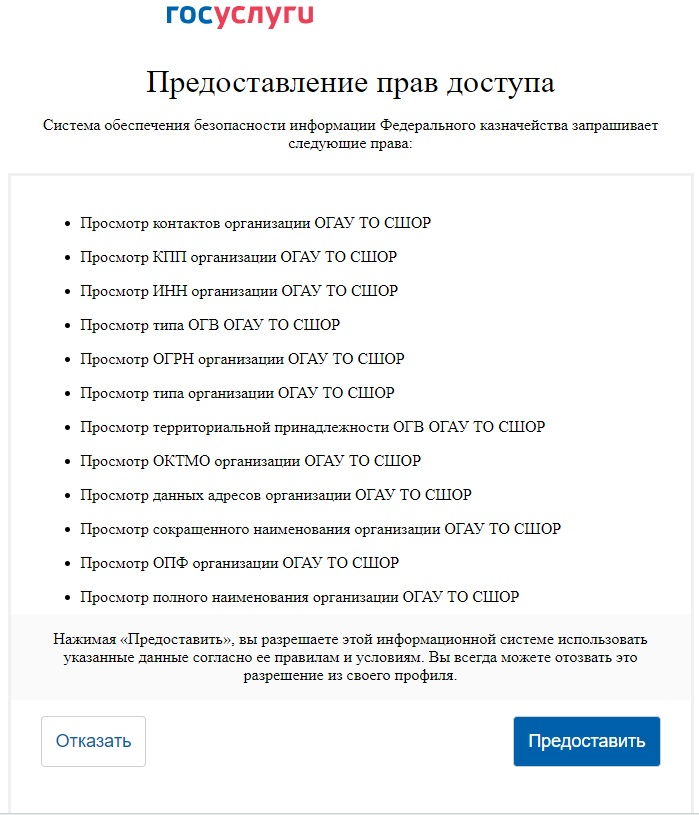 госуслуги
Предоставление прав доступа
Система обеспечения безопасности информации Федерального казначейства запрашивает
следующие права:
• Просмотр контактов организации ОГАУ ТО СШОР
• Просмотр КПП организации ОГАУ ТО СШОР
• Просмотр ИНН организации ОГАУ ТО СШОР
• Просмотр типа ОГВ ОГАУ ТО СШОР
• Просмотр ОГРН организации ОГАУ ТО СШОР
• Просмотр типа организации ОГАУ ТО СШОР
• Просмотр территориальной принадлежности ОГВ ОГАУ ТО СШОР
• Просмотр ОКТМО организации ОГАУ ТО СШОР
• Просмотр данных адресов организации ОГАУ ТО СШОР
• Просмотр сокращенного наименования организации ОГАУ ТО СШОР
• Просмотр ОПФ организации ОГАУ ТО СШОР
• Просмотр полного наименования организации ОГАУ ТО СШОР
Нажимая «Предоставить», вы разрешаете этой информационной системе использовать
указанные данные согласно ее правилам и условиям. Вы всегда можете отозвать это
разрешение из своего профиля.
Отказать
Предоставить